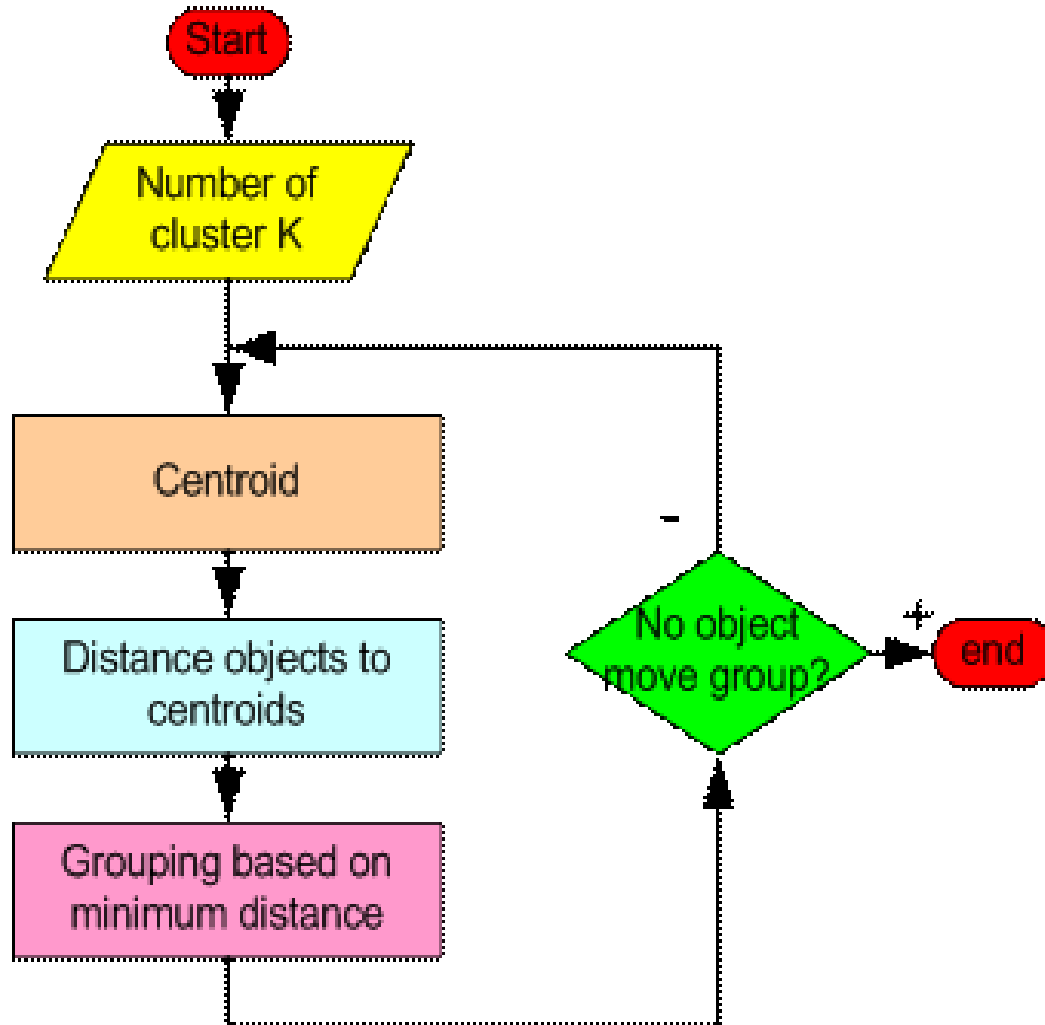 Start
Number of
cluster K
Centroid
Distance objects to
centroids
Grouping based on
minimum distance
-
No object
move group?
+
end